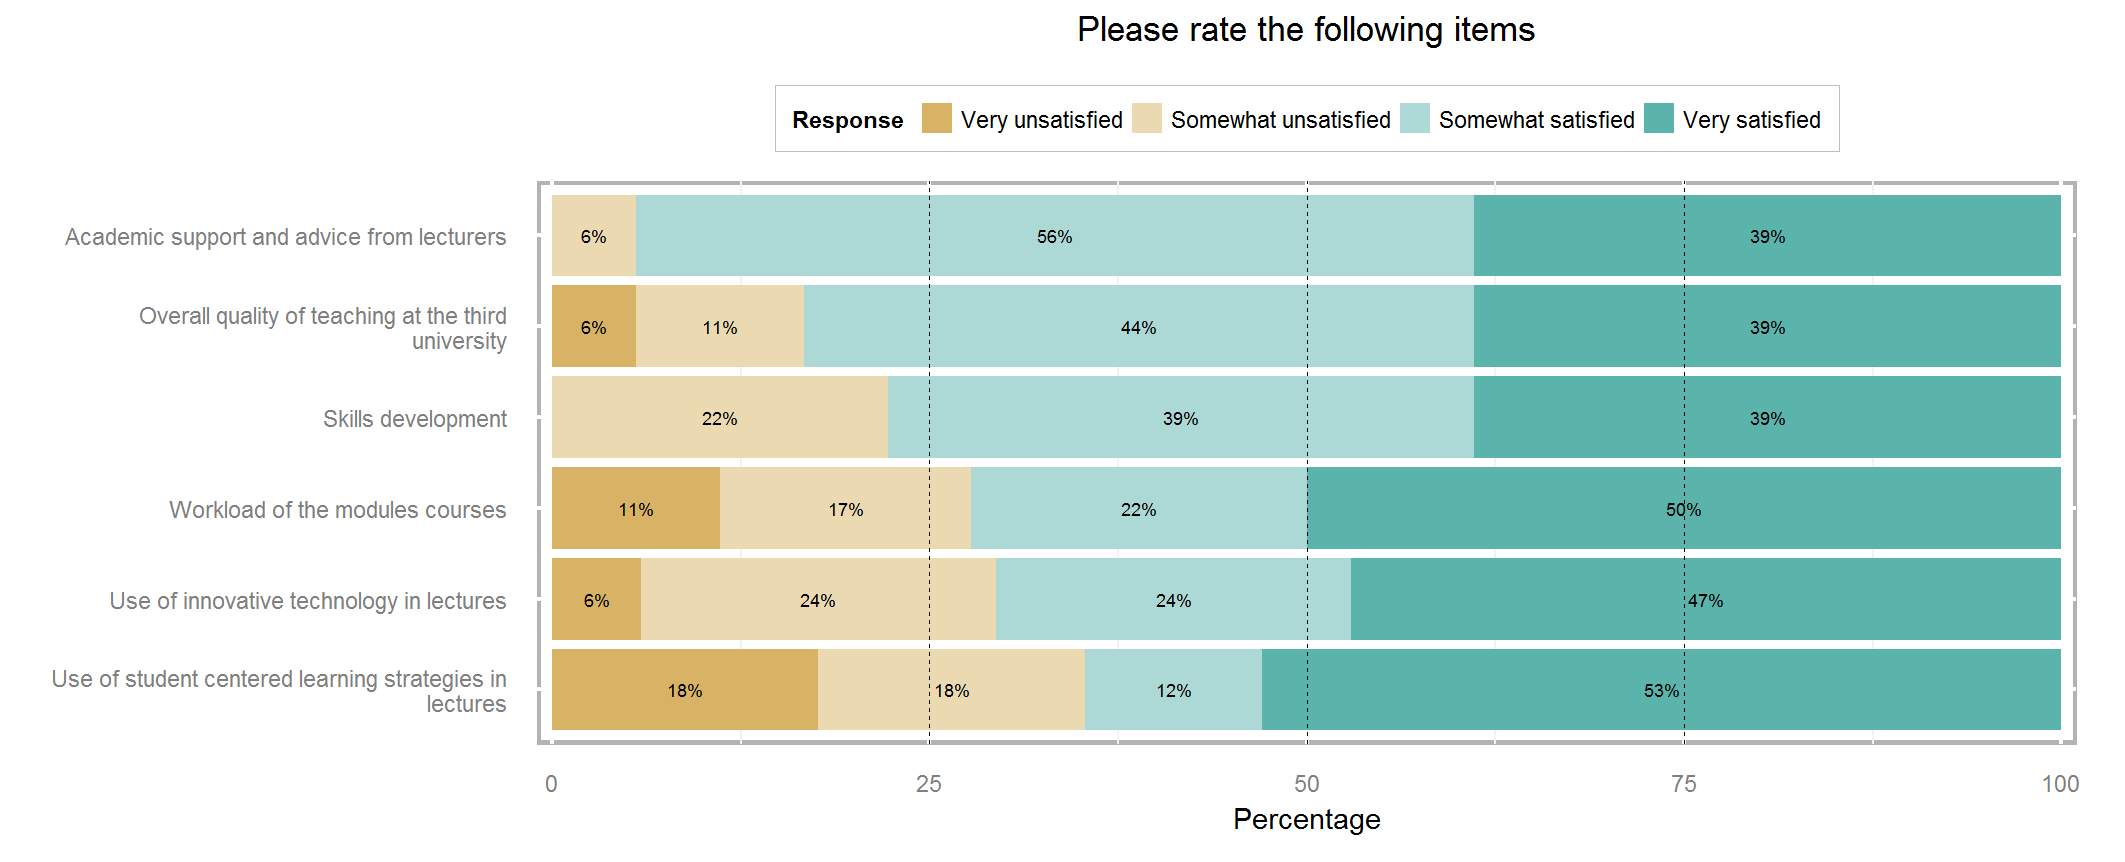 Please rate the following items
Response Very unsatisfied Somewhat unsatisfied Somewhat satisfied Very satisfied
Academic support and advice from lecturers 6% 56% 39%
Overall quality of teaching at the third
university
6% 11% 44% 39%
Skills development 22% 39% 39%
Workload of the modules courses 11% 17% 22% 50%
Use of innovative technology in lectures 6% 24% 24% 47%
Use of student centered learning strategies in
lectures
18% 18% 12% 53%
0 25 50 75 100
Percentage